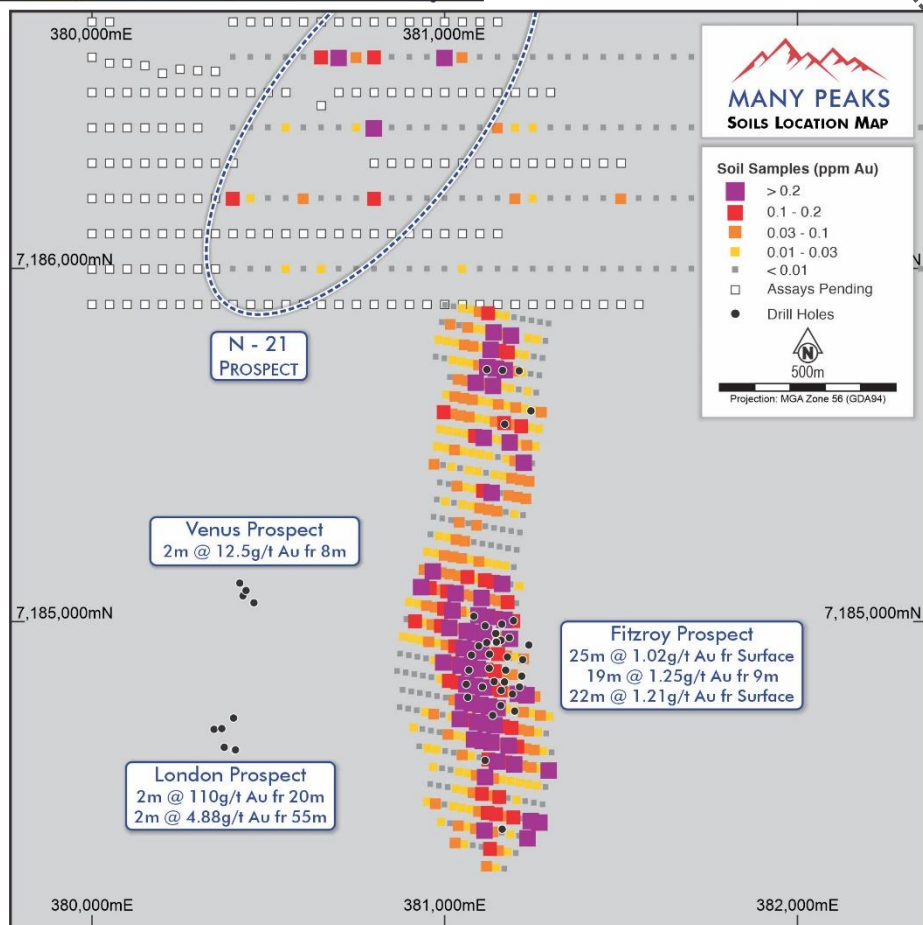 380,000mE
381,000mE
MANY PEAKS
SOILS LOCATION MAP
Soil Samples (ppm Au)
> 0.2
0.1 - 0.2
0.03 - 0.1
0.01 - 0.03
< 0.01
Assays Pending
Drill Holes
N
500m
Projection: MGA Zone 56 (GDA94)
7,186,000mN
N - 21
PROSPECT
Venus Prospect
2m @ 12.5g/t Au fr 8m
7,185,000mN
7,185,000mN
Fitzroy Prospect
25m @ 1.02g/t Au fr Surface
19m @ 1.25g/t Au fr 9m
22m @ 1.21g/t Au fr Surface
London Prospect
2m @ 110g/t Au fr 20m
2m @ 4.88g/t Au fr 55m
380,000mE
381,000mE
382,000mE